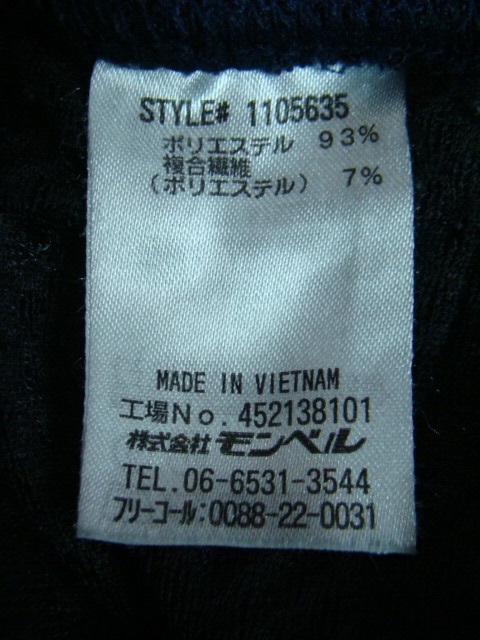 STYLE# 1105635
ポリエステル 93%
複合繊維
(ポリエステル) 7%
MADE IN VIETNAM
工場No. 452138101
株式会社 モンベル
TEL.06-6531-3544
フリーコール:0088-22-0031